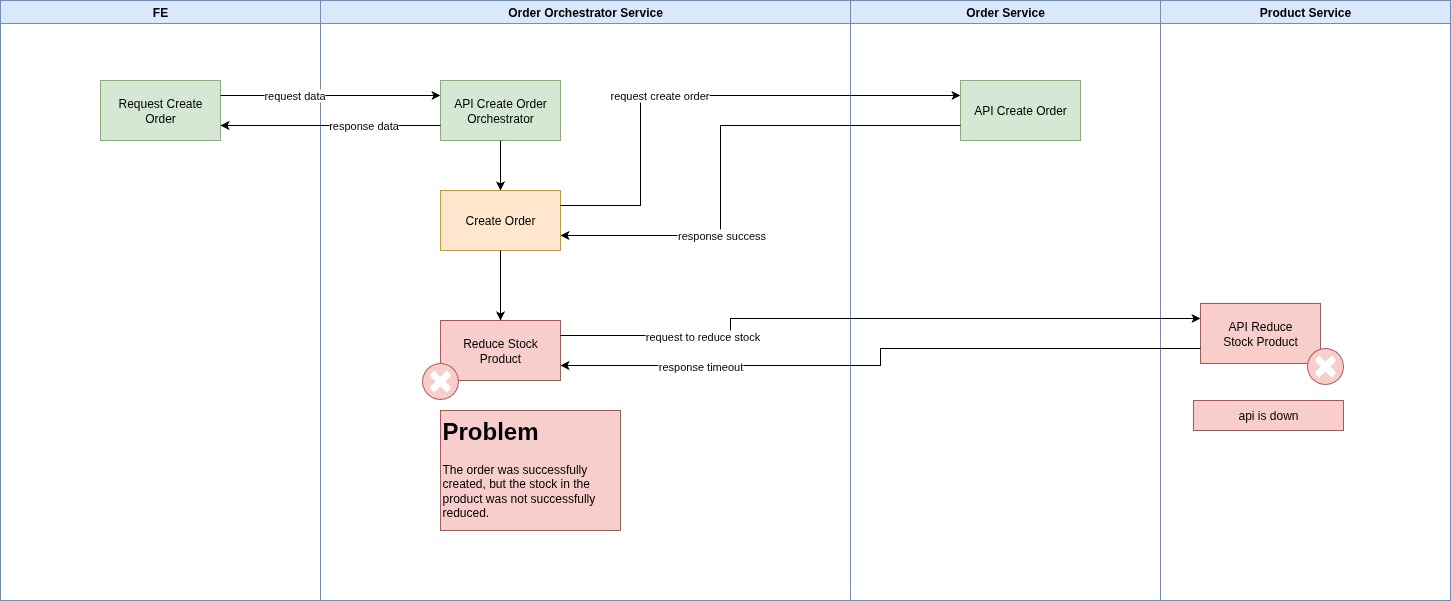 FE
Order Orchestrator Service
Order Service
Product Service
Request Create
Order
request data
response data
API Create Order
Orchestrator
request create order
API Create Order
Create Order
response success
Reduce Stock
Product
request to reduce stock
response timeout
API Reduce
Stock Product
api is down
Problem
The order was successfully
created, but the stock in the
product was not successfully
reduced.